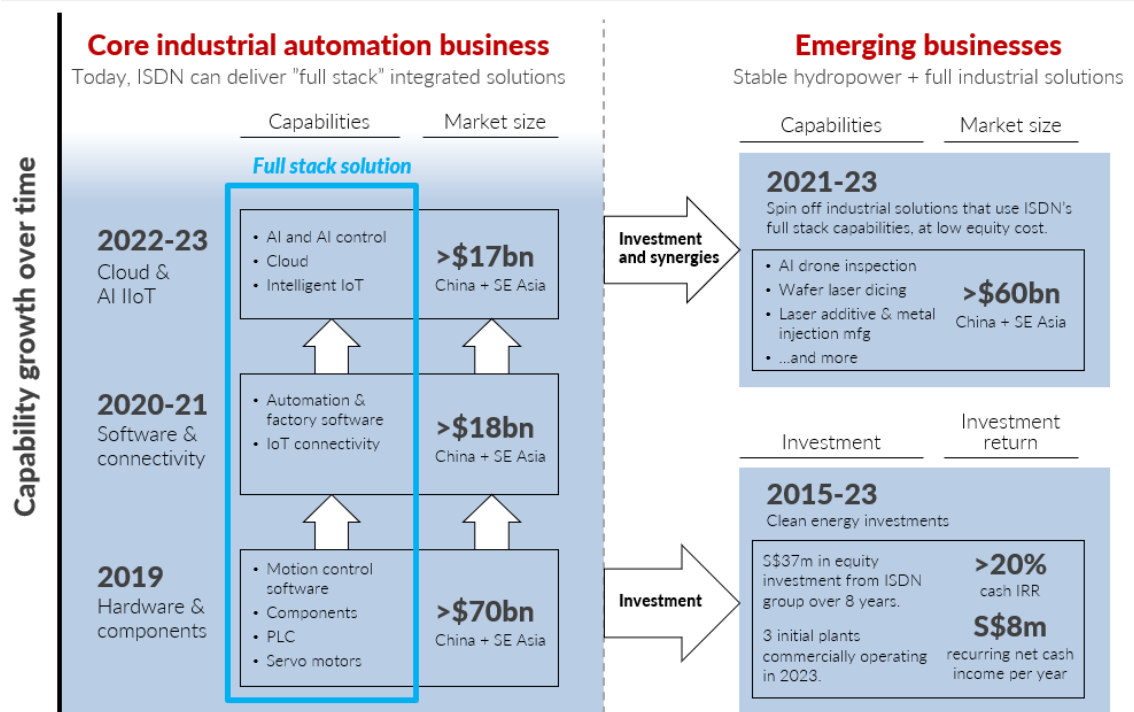 Capability growth over time
Core industrial automation business
Today, ISDN can deliver ”full stack” integrated solutions
Capabilities
Market size
Full stack solution
2022-23
Cloud &
AI IIoT
• AI and AI control
• Cloud
• Intelligent IoT
>$17bn
China + SE Asia
2020-21
Software &
connectivity
• Automation &
factory software
• IoT connectivity
>$18bn
China + SE Asia
2019
Hardware &
components
• Motion control
software
• Components
• PLC
• Servo motors
>$70bn
China + SE Asia
Investment
and synergies
Investment
Emerging businesses
Stable hydropower + full industrial solutions
Capabilities
Market size
2021-23
Spin off industrial solutions that use ISDN’s
full stack capabilities, at low equity cost.
• AI drone inspection
• Wafer laser dicing
• Laser additive & metal
injection mfg
• ...and more
>$60bn
China + SE Asia
Investment
Investment
return
2015-23
Clean energy investments
S$37m in equity
investment from ISDN
group over 8 years.
3 initial plants
commercially operating
in 2023.
>20%
cash IRR
S$8m
recurring net cash
income per year